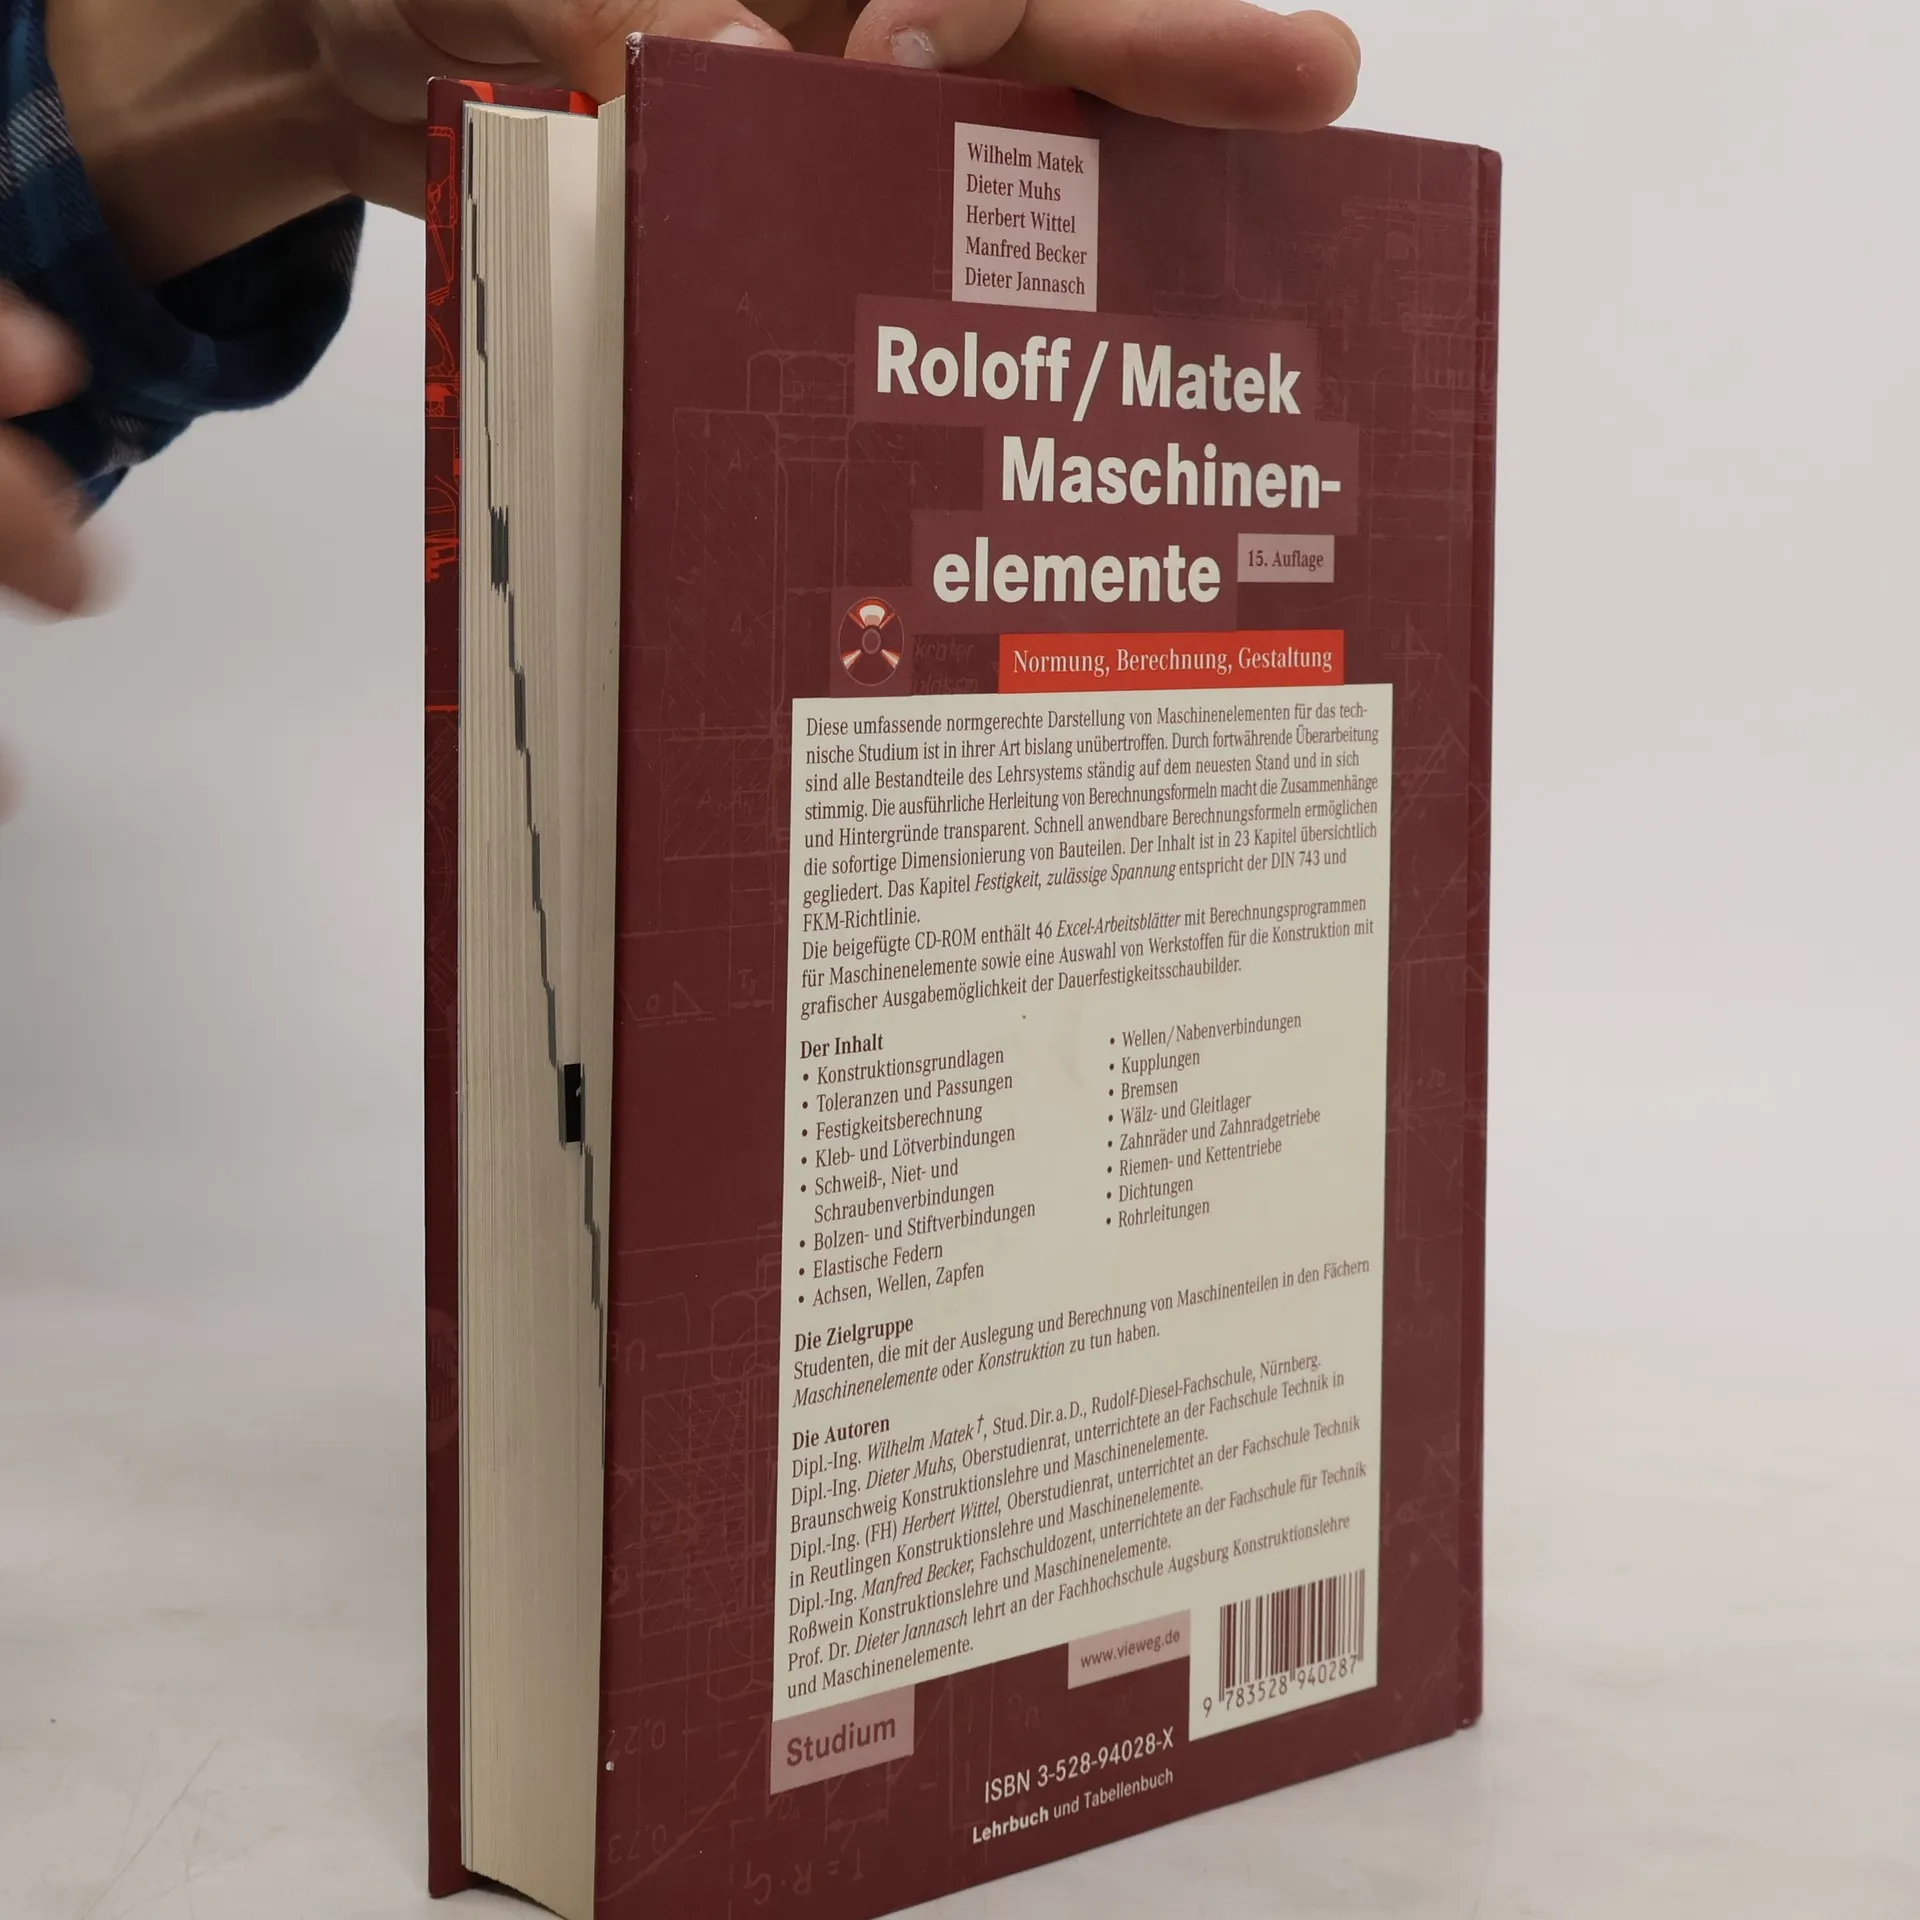 Wilhelm Matek
Dieter Muhs
Herbert Wittel
Manfred Becker
Dieter Jannasch
Roloff / Matek
Maschinen-
elemente
15. Auflage
Normung, Berechnung, Gestaltung
Diese umfassende normgerechte Darstellung von Maschinenelementen für das tech-
nische Studium ist in ihrer Art bislang unübertroffen. Durch fortwährende Überarbeitung
sind alle Bestandteile des Lehrsystems ständig auf dem neuesten Stand und in sich
stimmig. Die ausführliche Herleitung von Berechnungsformeln macht die Zusammenhänge
und Hintergründe transparent. Schnell anwendbare Berechnungsformeln ermöglichen
die sofortige Dimensionierung von Bauteilen. Der Inhalt ist in 23 Kapitel übersichtlich
gegliedert. Das Kapitel Festigkeit, zulässige Spannung entspricht der DIN 743 und
FKM-Richtlinie.
Die beigefügte CD-ROM enthält 46 Excel-Arbeitsblätter mit Berechnungsprogrammen
für Maschinenelemente sowie eine Auswahl von Werkstoffen für die Konstruktion mit
grafischer Ausgabemöglichkeit der Dauerfestigkeitsschaubilder.
Der Inhalt
• Konstruktionsgrundlagen
• Toleranzen und Passungen
• Festigkeitsberechnung
• Kleb- und Lötverbindungen
• Schweiß-, Niet- und
Schraubenverbindungen
• Bolzen- und Stiftverbindungen
• Elastische Federn
• Achsen, Wellen, Zapfen
• Wellen/Nabenverbindungen
• Kupplungen
• Bremsen
• Wälz- und Gleitlager
• Zahnräder und Zahnradgetriebe
• Riemen- und Kettentriebe
• Dichtungen
• Rohrleitungen
Die Zielgruppe
Studenten, die mit der Auslegung und Berechnung von Maschinenteilen in den Fächern
Maschinenelemente oder Konstruktion zu tun haben.
Die Autoren
Dipl.-Ing. Wilhelm Matek†, Stud. Dir. a. D., Rudolf-Diesel-Fachschule, Nürnberg.
Dipl.-Ing. Dieter Muhs, Oberstudienrat, unterrichtete an der Fachschule Technik in
Braunschweig Konstruktionslehre und Maschinenelemente.
Dipl.-Ing. (FH) Herbert Wittel, Oberstudienrat, unterrichtet an der Fachschule Technik
in Reutlingen Konstruktionslehre und Maschinenelemente.
Dipl.-Ing. Manfred Becker, Fachschuldozent, unterrichtete an der Fachschule für Technik
Roßwein Konstruktionslehre und Maschinenelemente.
Prof. Dr. Dieter Jannasch lehrt an der Fachhochschule Augsburg Konstruktionslehre
und Maschinenelemente.
www.vieweg.de
9 783528 940287
Studium
ISBN 3-528-94028-X
Lehrbuch und Tabellenbuch